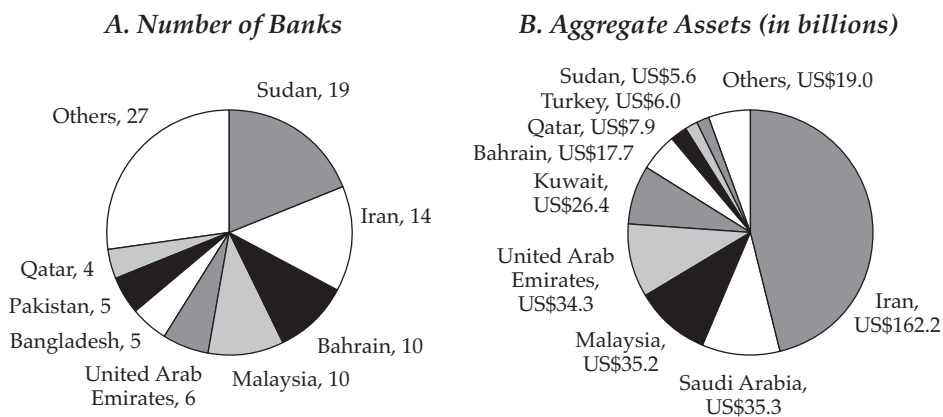 A. Number of Banks
Sudan, 19
Iran, 14
Bahrain, 10
Malaysia, 10
United Arab
Emirates, 6
Bangladesh, 5
Pakistan, 5
Qatar, 4
Others, 27
B. Aggregate Assets (in billions)
Others, US$19.0
Iran,
US$162.2
Saudi Arabia,
US$35.3
Malaysia,
US$35.2
United Arab
Emirates,
US$34.3
Kuwait,
US$26.4
Bahrain, US$17.7
Qatar, US$7.9
Turkey, US$6.0
Sudan, US$5.6